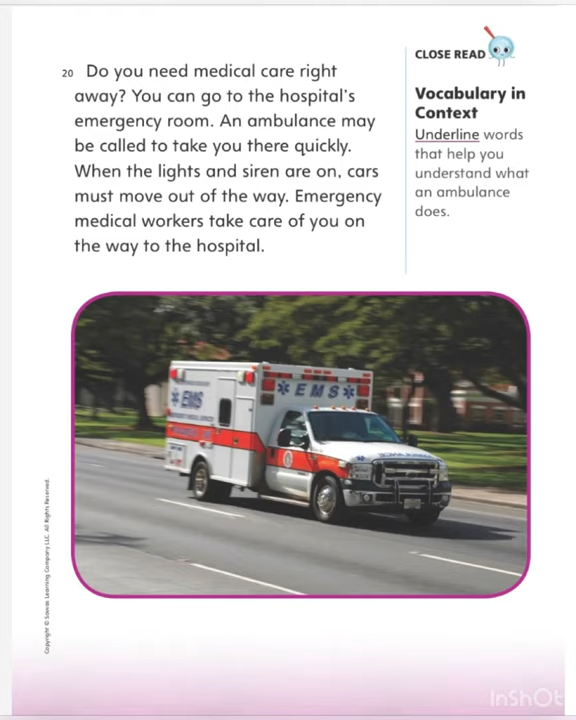 20 Do you need medical care right
away? You can go to the hospital's
emergency room. An ambulance may
be called to take you there quickly.
When the lights and siren are on, cars
must move out of the way. Emergency
medical workers take care of you on
the way to the hospital.
CLOSE READ
Vocabulary in
Context
Underline words
that help you
understand what
an ambulance
does.
EMS
EMS
Copyright © Savvas Learning Company LLC. All Rights Reserved.
InShOt